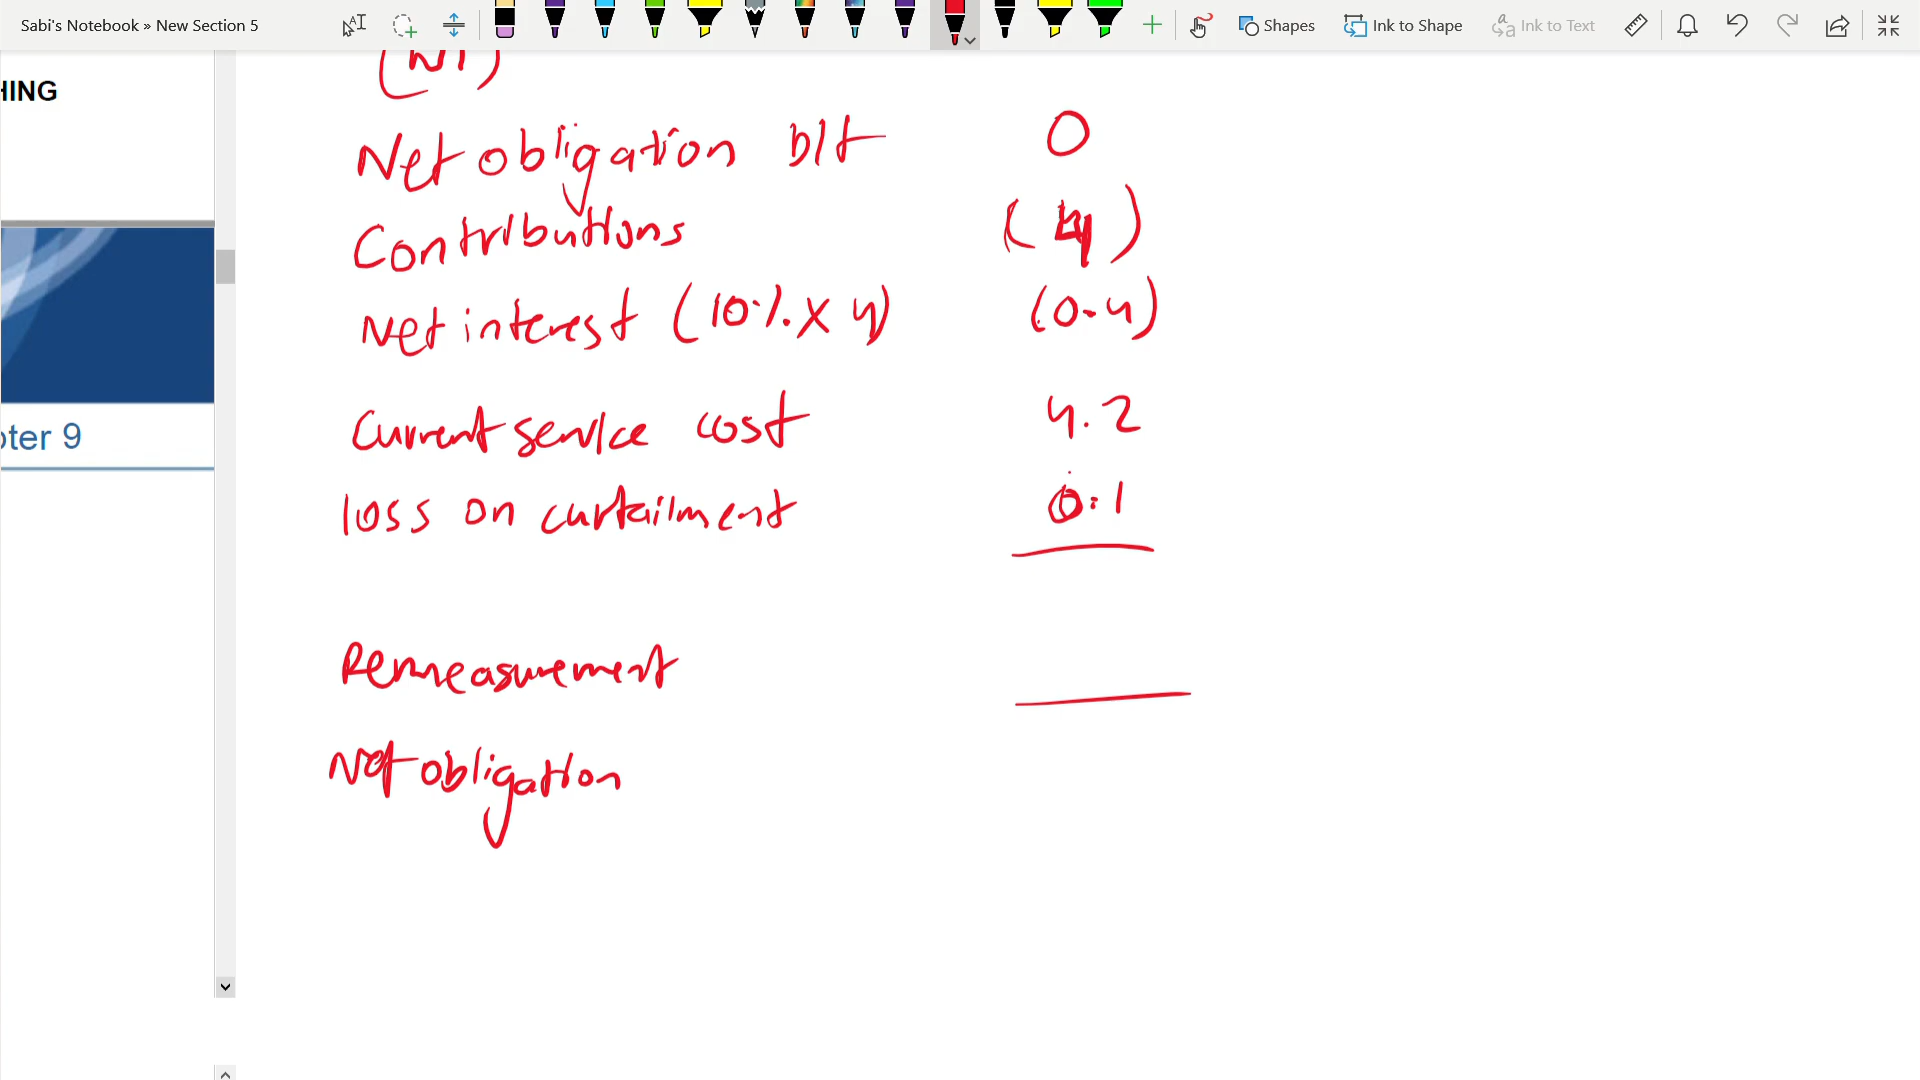 Sabi's Notebook » New Section 5
Shapes
Ink to Shape
Ink to Text
HING
Net obligation b/f 0
Contributions (4)
Net interest (10% x 4) (0.4)
Current service cost 4.2
loss on curtailment 0.1
Remeasurement
Net obligation
ter 9